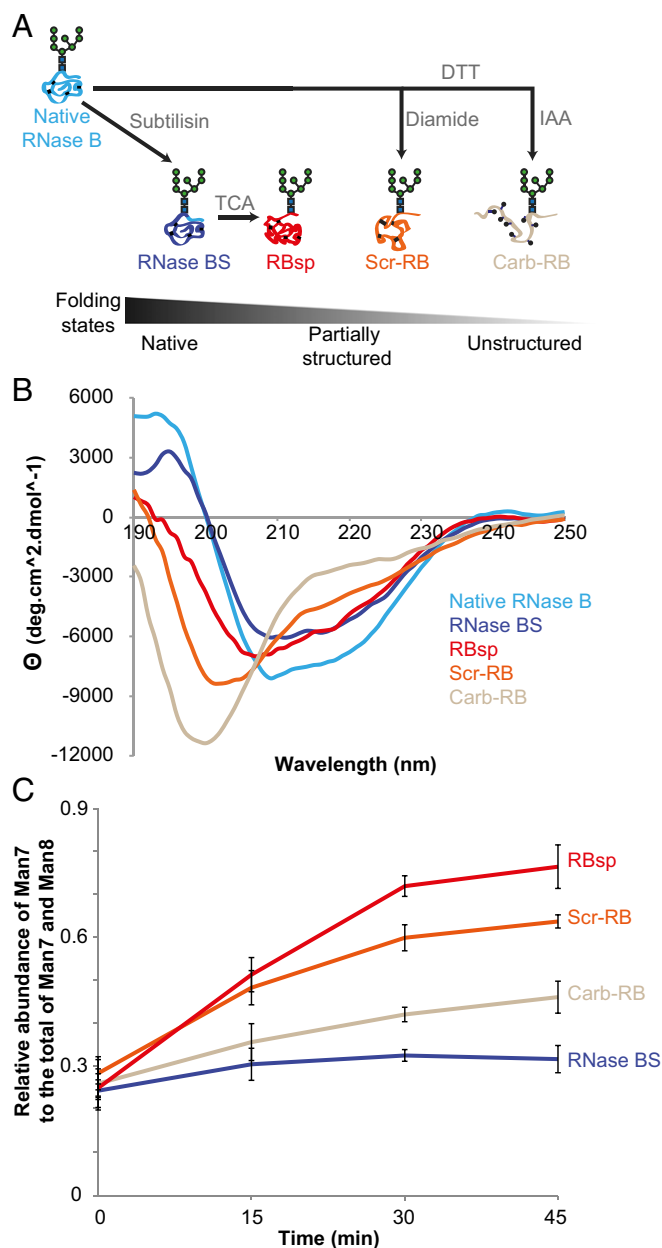 A
Native
RNase B
Subtilisin
DTT
Diamide
IAA
TCA
RNase BS
RBsp
Scr-RB
Carb-RB
Folding
states
Native
Partially
structured
Unstructured
B
6000
3000
0
-3000
-6000
-9000
-12000
190
200
210
220
230
240
250
Θ (deg.cm^2.dmol^-1)
Native RNase B
RNase BS
RBsp
Scr-RB
Carb-RB
Wavelength (nm)
C
Relative abundance of Man7
to the total of Man7 and Man8
0.9
0.6
0.3
0
RBsp
Scr-RB
Carb-RB
RNase BS
0
15
30
45
Time (min)